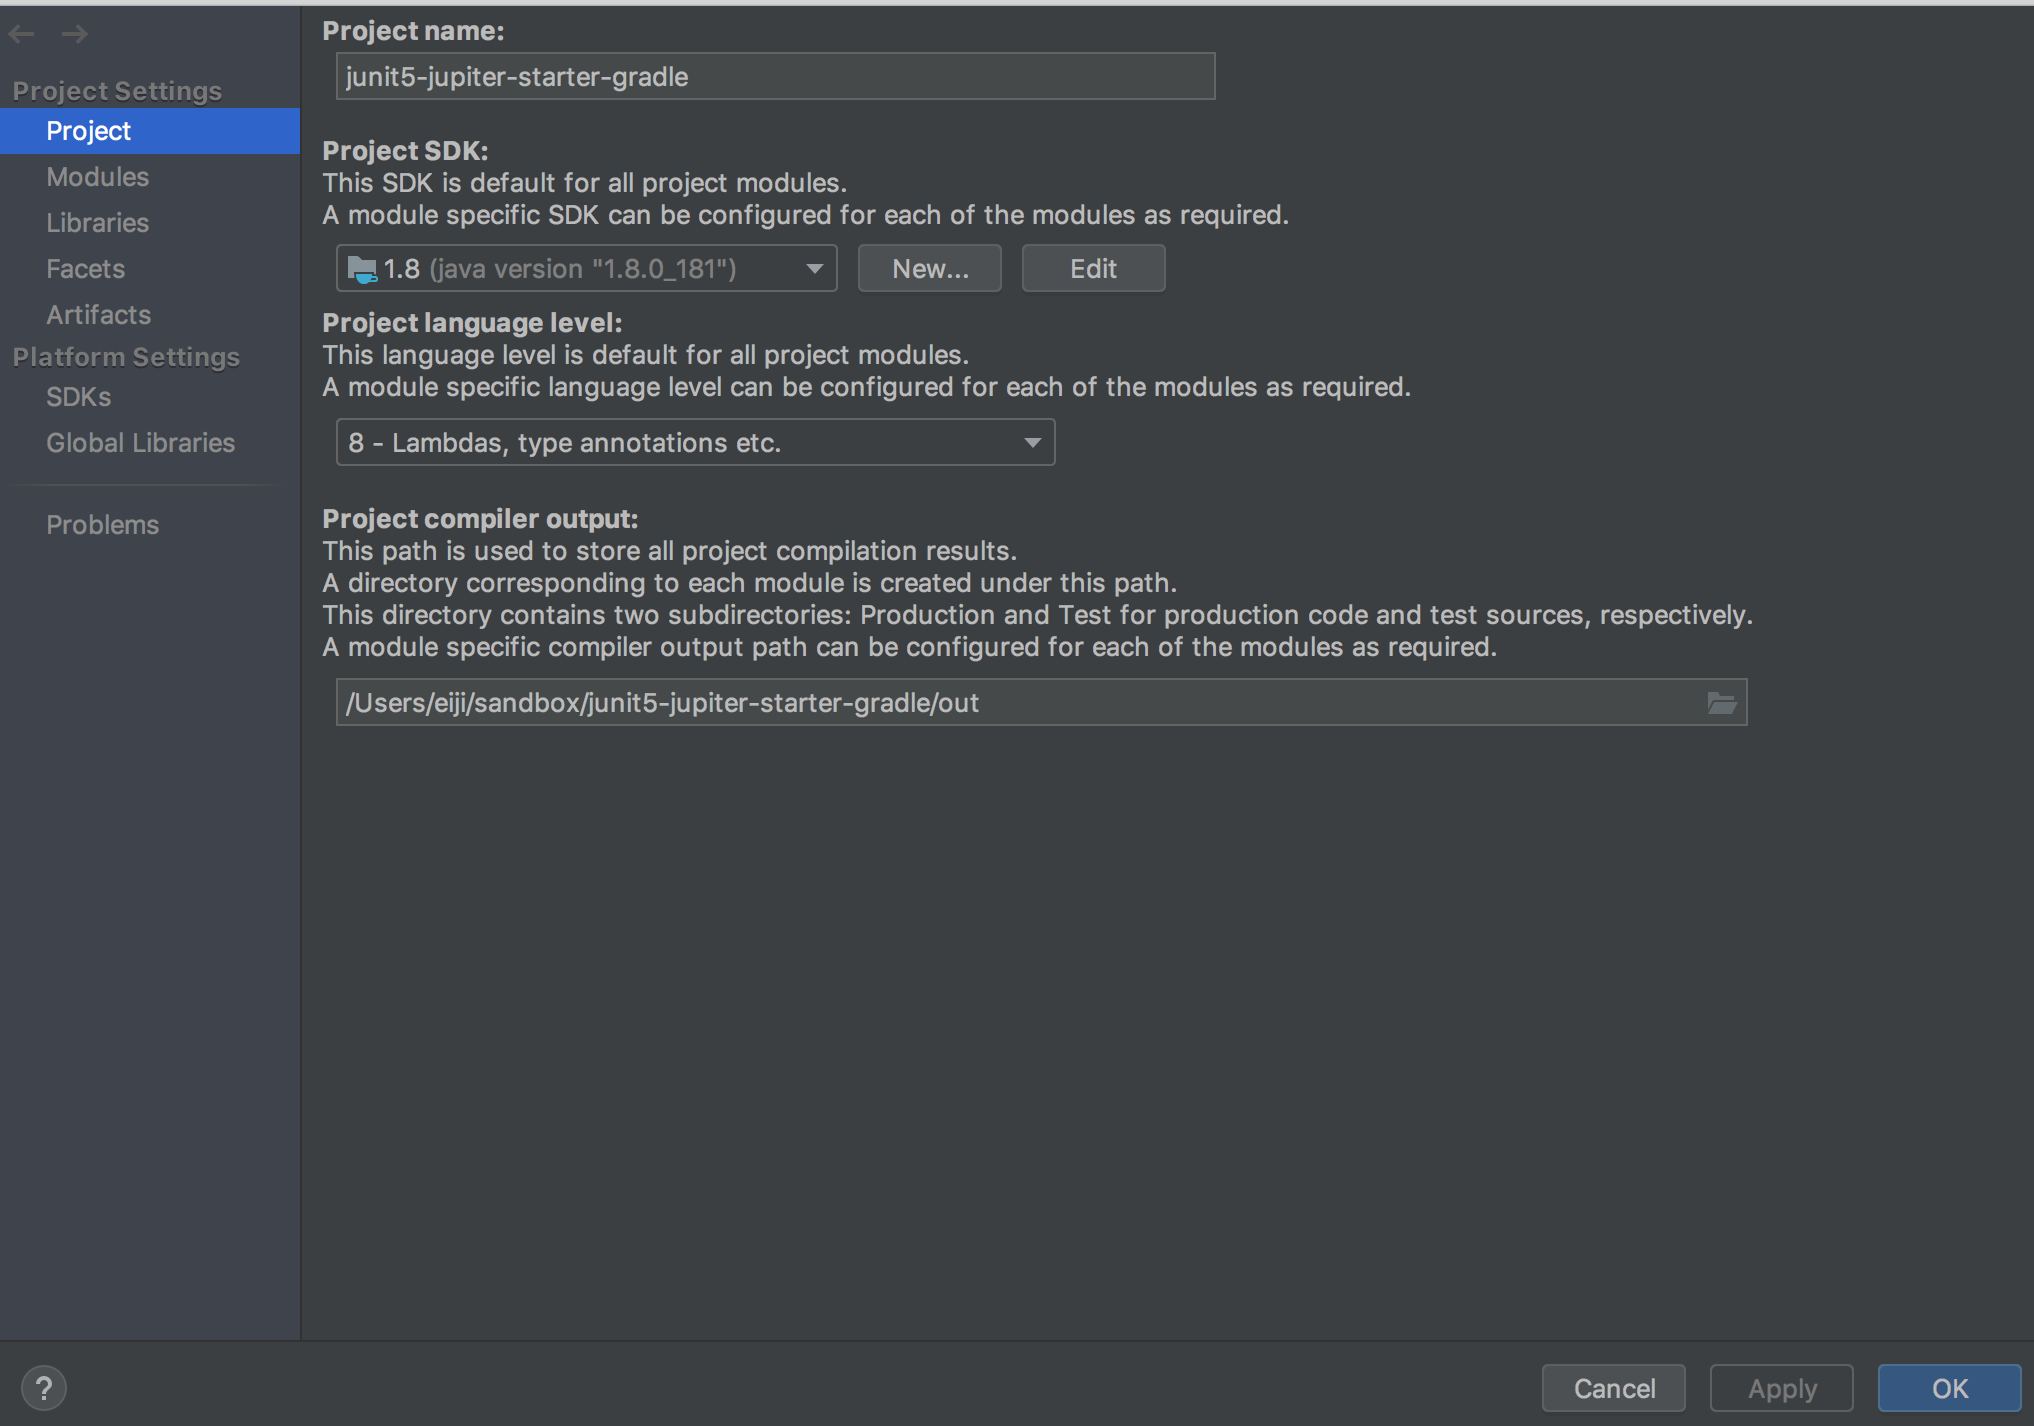 Project Settings
Project
Modules
Libraries
Facets
Artifacts
Platform Settings
SDKs
Global Libraries
Problems
Project name:
junit5-jupiter-starter-gradle
Project SDK:
This SDK is default for all project modules.
A module specific SDK can be configured for each of the modules as required.
1.8 (java version "1.8.0_181")
New...
Edit
Project language level:
This language level is default for all project modules.
A module specific language level can be configured for each of the modules as required.
8 - Lambdas, type annotations etc.
Project compiler output:
This path is used to store all project compilation results.
A directory corresponding to each module is created under this path.
This directory contains two subdirectories: Production and Test for production code and test sources, respectively.
A module specific compiler output path can be configured for each of the modules as required.
/Users/eiji/sandbox/junit5-jupiter-starter-gradle/out
?
Cancel
Apply
OK